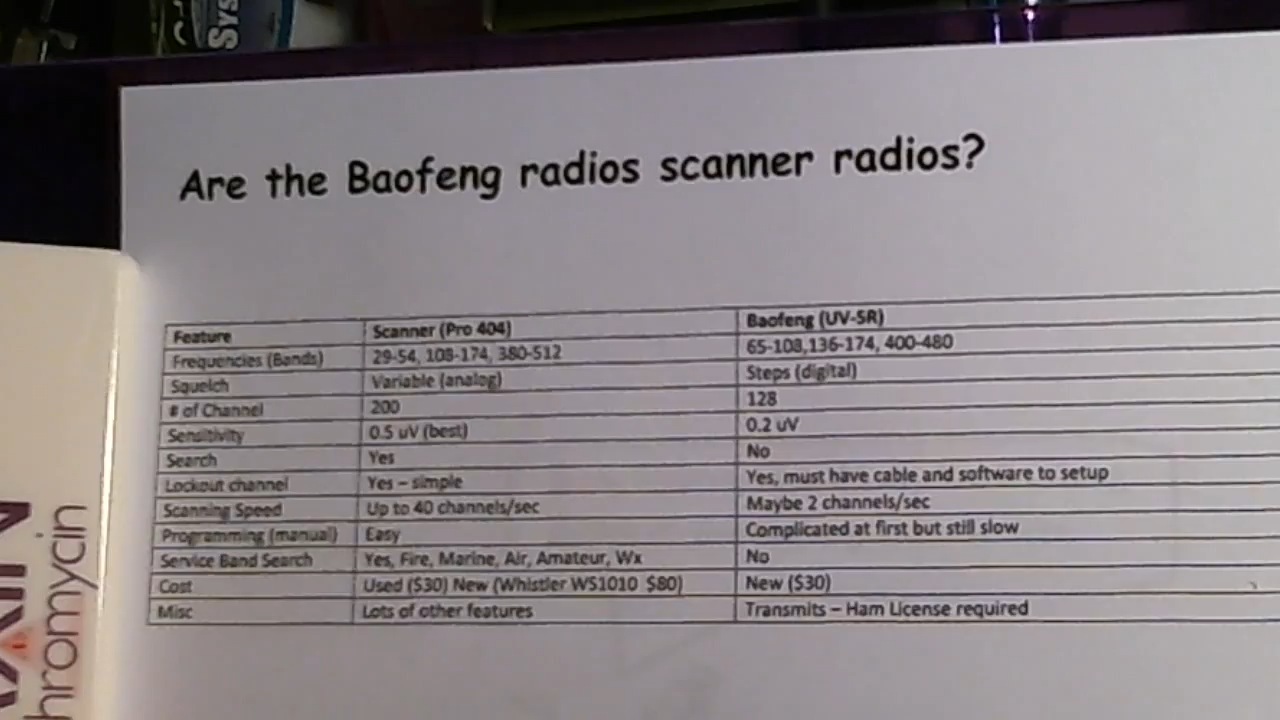 Sys
Are the Baofeng radios scanner radios?
Feature Scanner (Pro 404) Baofeng (UV-5R)
Frequencies (Bands) 29-54, 108-174, 380-512 65-108,136-174, 400-480
Squelch Variable (analog) Steps (digital)
# of Channel 200 128
Sensitivity 0.5 uV (best) 0.2 uV
Search Yes No
Lockout channel Yes – simple Yes, must have cable and software to setup
Scanning Speed Up to 40 channels/sec Maybe 2 channels/sec
Programming (manual) Easy Complicated at first but still slow
Service Band Search Yes, Fire, Marine, Air, Amateur, Wx No
Cost Used ($30) New (Whistler WS1010 $80) New ($30)
Misc Lots of other features Transmits – Ham License required
hromycin